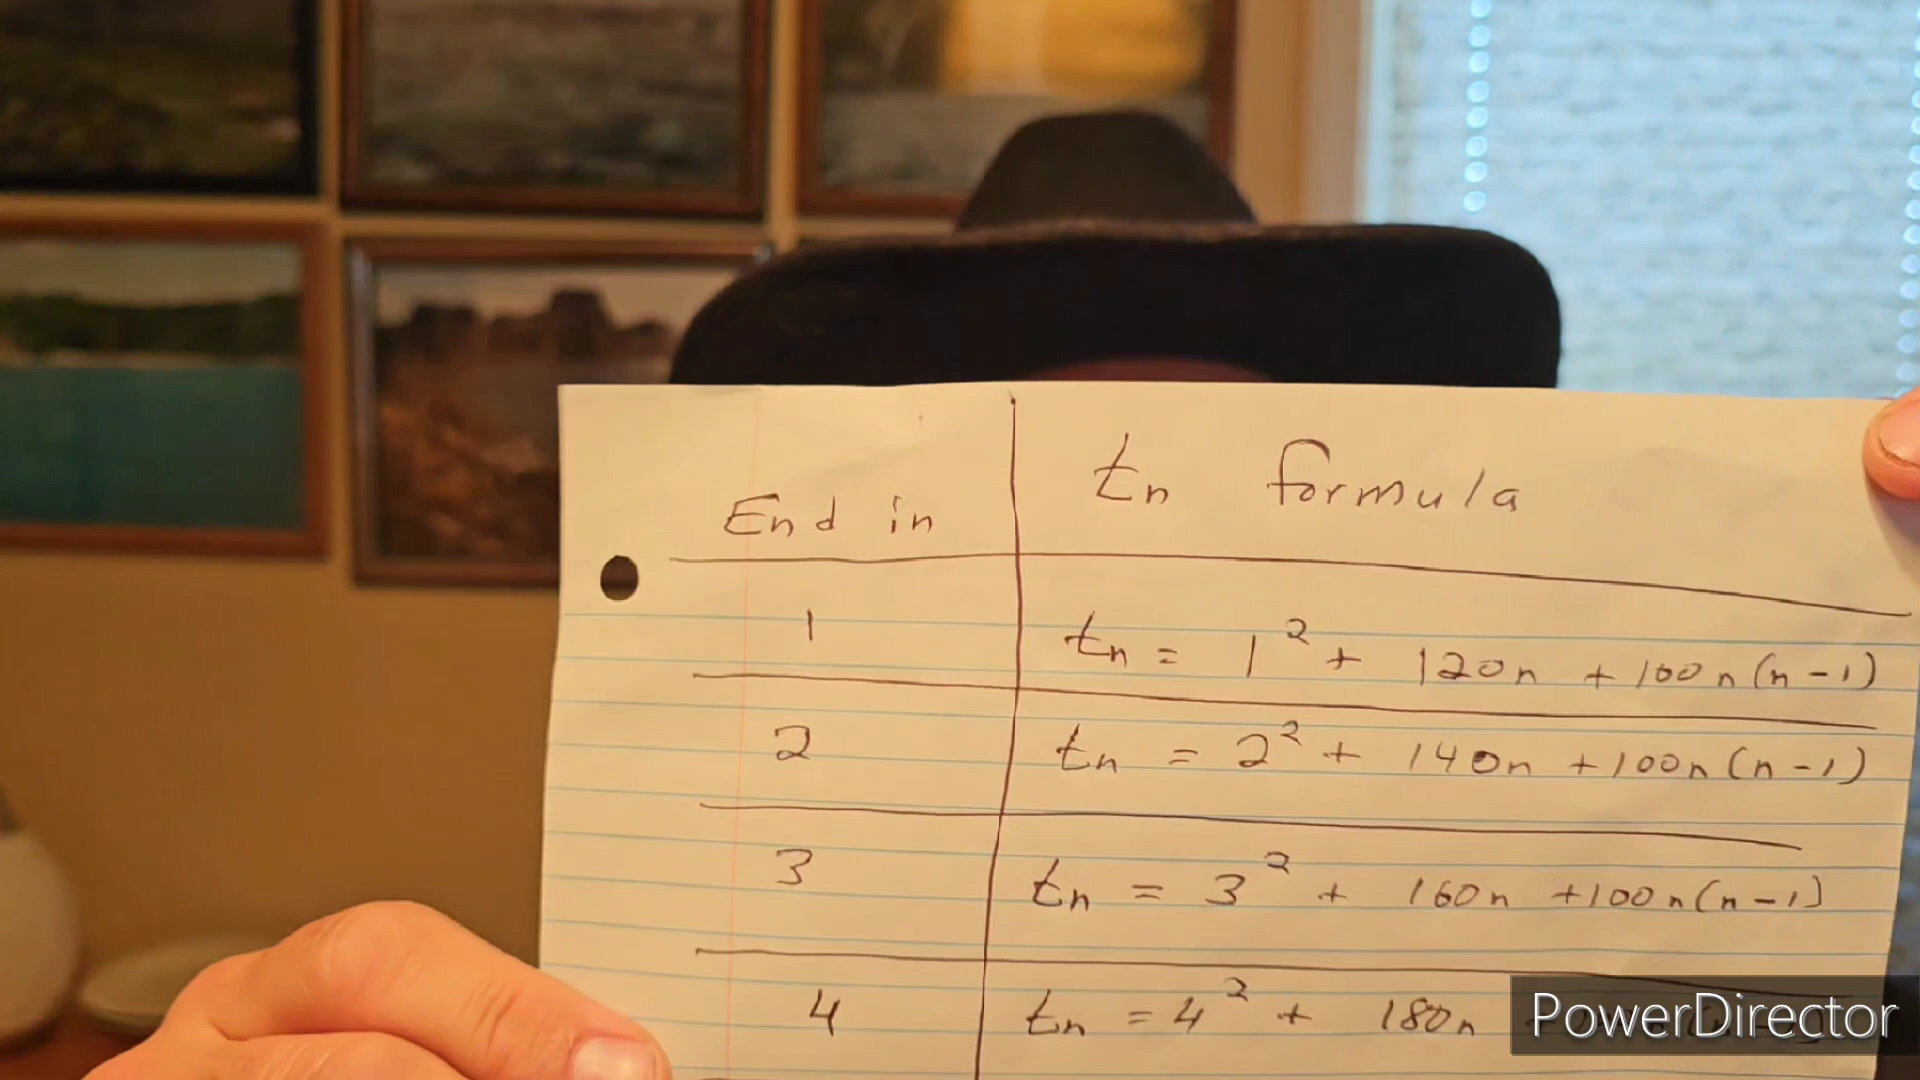 End in tn formula
1 tn = 1² + 120n + 100n(n-1)
2 tn = 2² + 140n + 100n(n-1)
3 tn = 3² + 160n + 100n(n-1)
4 tn = 4² + 180n
PowerDirector